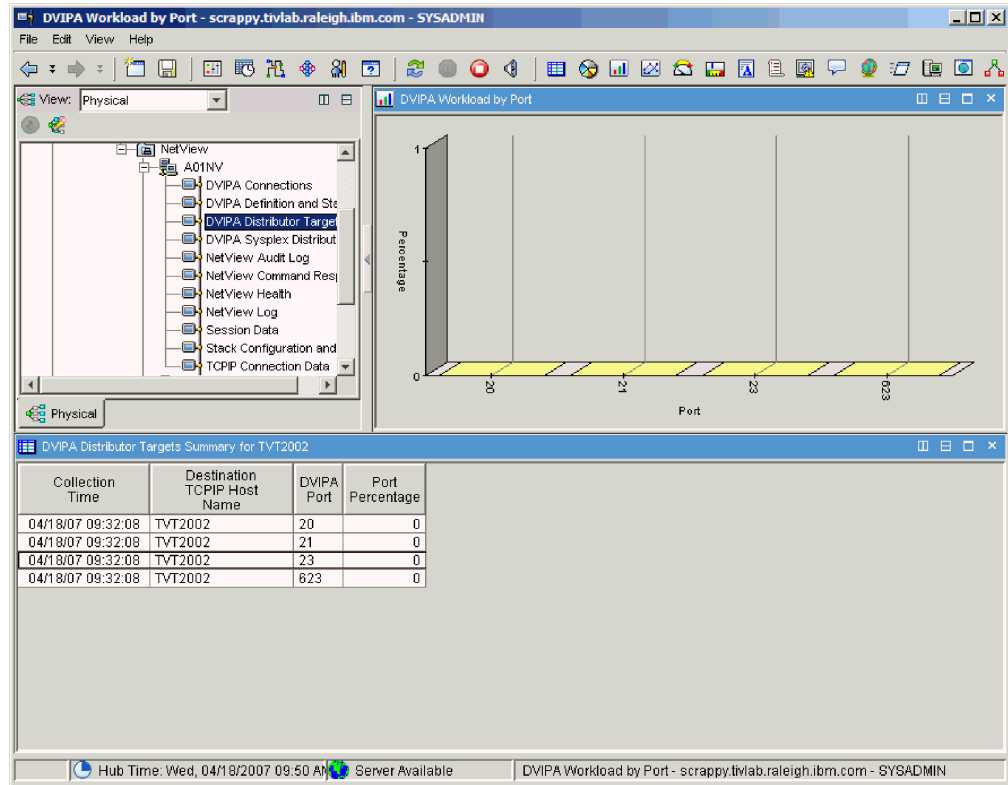 DVIPA Workload by Port - scrappy.tivlab.raleigh.ibm.com - SYSADMIN
File Edit View Help
View: Physical
NetView
A01NV
DVIPA Connections
DVIPA Definition and Sta
DVIPA Distributor Target
DVIPA Sysplex Distribut
NetView Audit Log
NetView Command Resp
NetView Health
NetView Log
Session Data
Stack Configuration and
TCPIP Connection Data
Physical
DVIPA Workload by Port
1
Percentage
0
20 21 23 623
Port
DVIPA Distributor Targets Summary for TVT2002
Collection Time Destination TCPIP Host Name DVIPA Port Port Percentage
04/18/07 09:32:08 TVT2002 20 0
04/18/07 09:32:08 TVT2002 21 0
04/18/07 09:32:08 TVT2002 23 0
04/18/07 09:32:08 TVT2002 623 0
Hub Time: Wed, 04/18/2007 09:50 AM Server Available DVIPA Workload by Port - scrappy.tivlab.raleigh.ibm.com - SYSADMIN